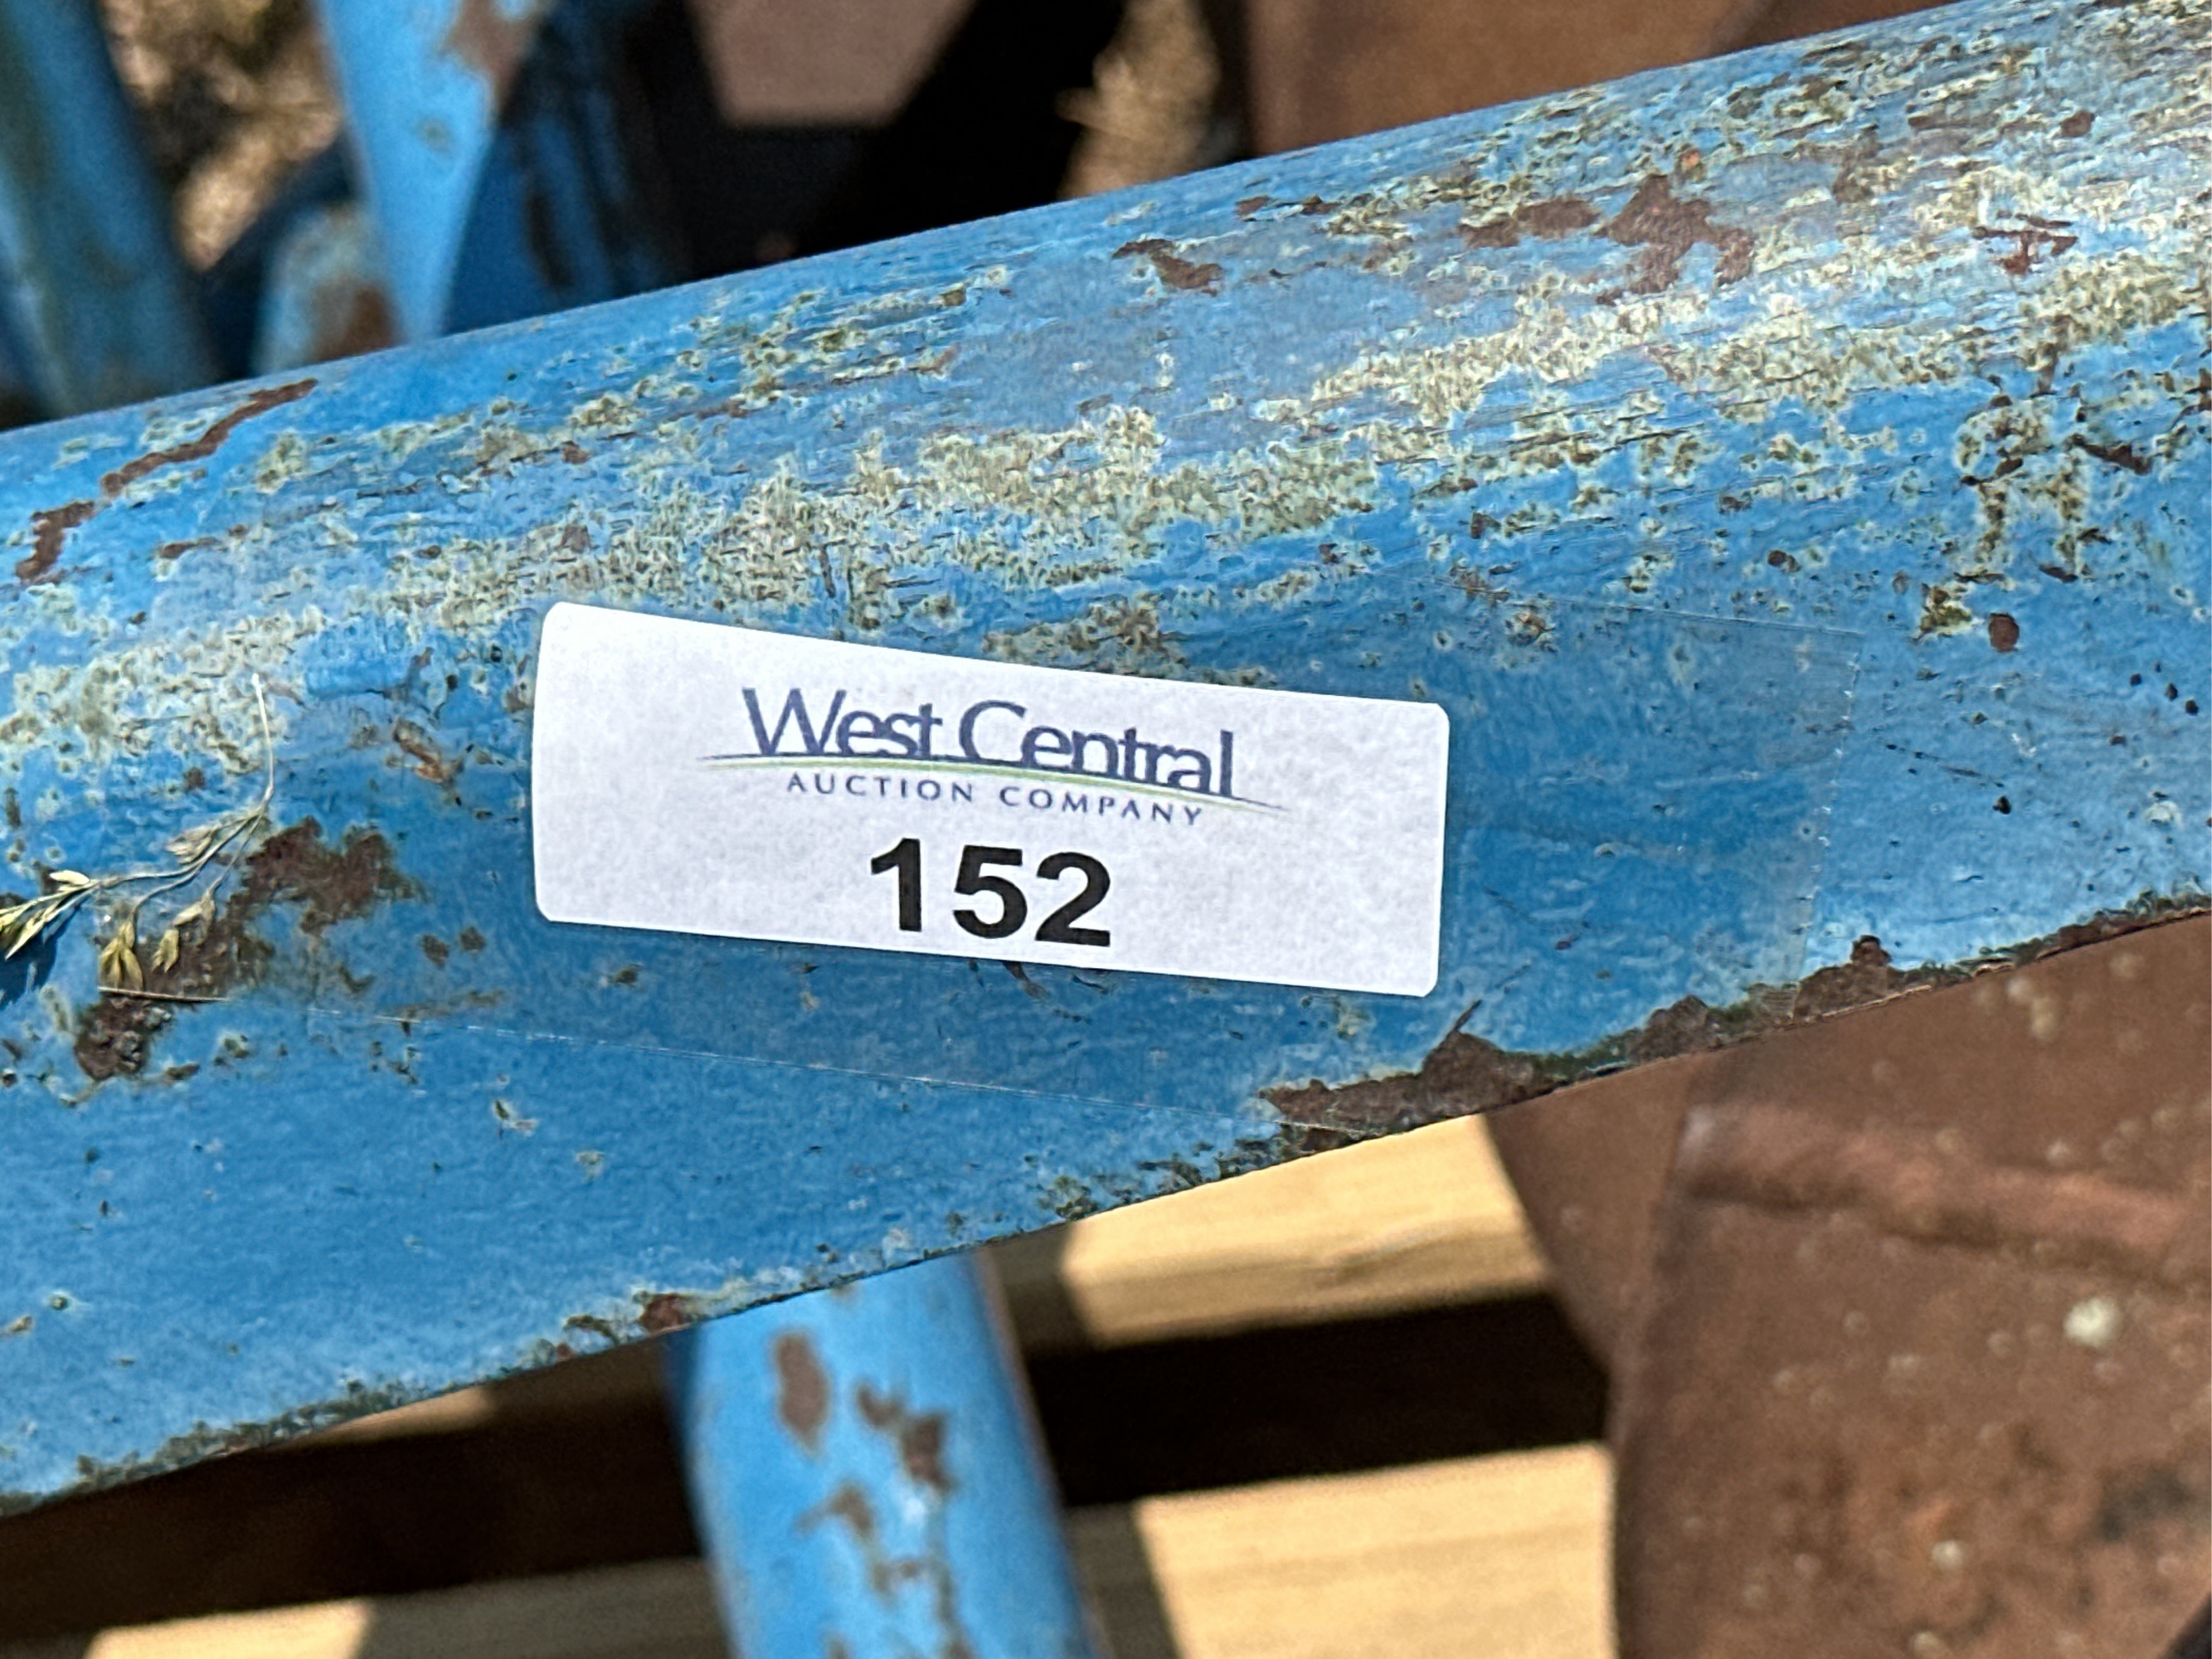 West Central
AUCTION COMPANY
152